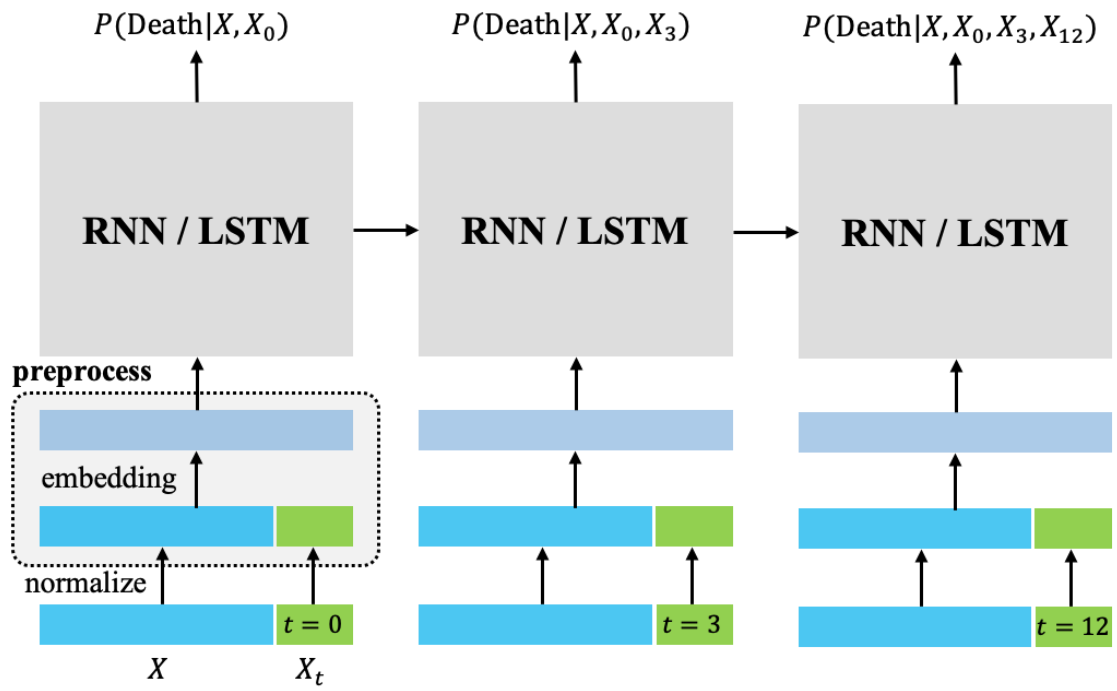 P(Death|X, X₀)
P(Death|X, X₀, X₃)
P(Death|X, X₀, X₃, X₁₂)
RNN / LSTM
RNN / LSTM
RNN / LSTM
preprocess
embedding
normalize
t = 0
t = 3
t = 12
X
Xₜ